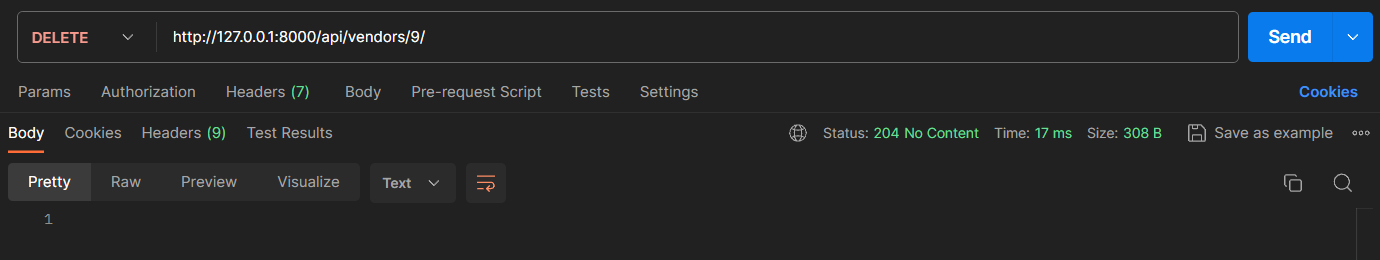 DELETE http://127.0.0.1:8000/api/vendors/9/ Send
Params Authorization Headers (7) Body Pre-request Script Tests Settings Cookies
Body Cookies Headers (9) Test Results Status: 204 No Content Time: 17 ms Size: 308 B Save as example
Pretty Raw Preview Visualize Text
1